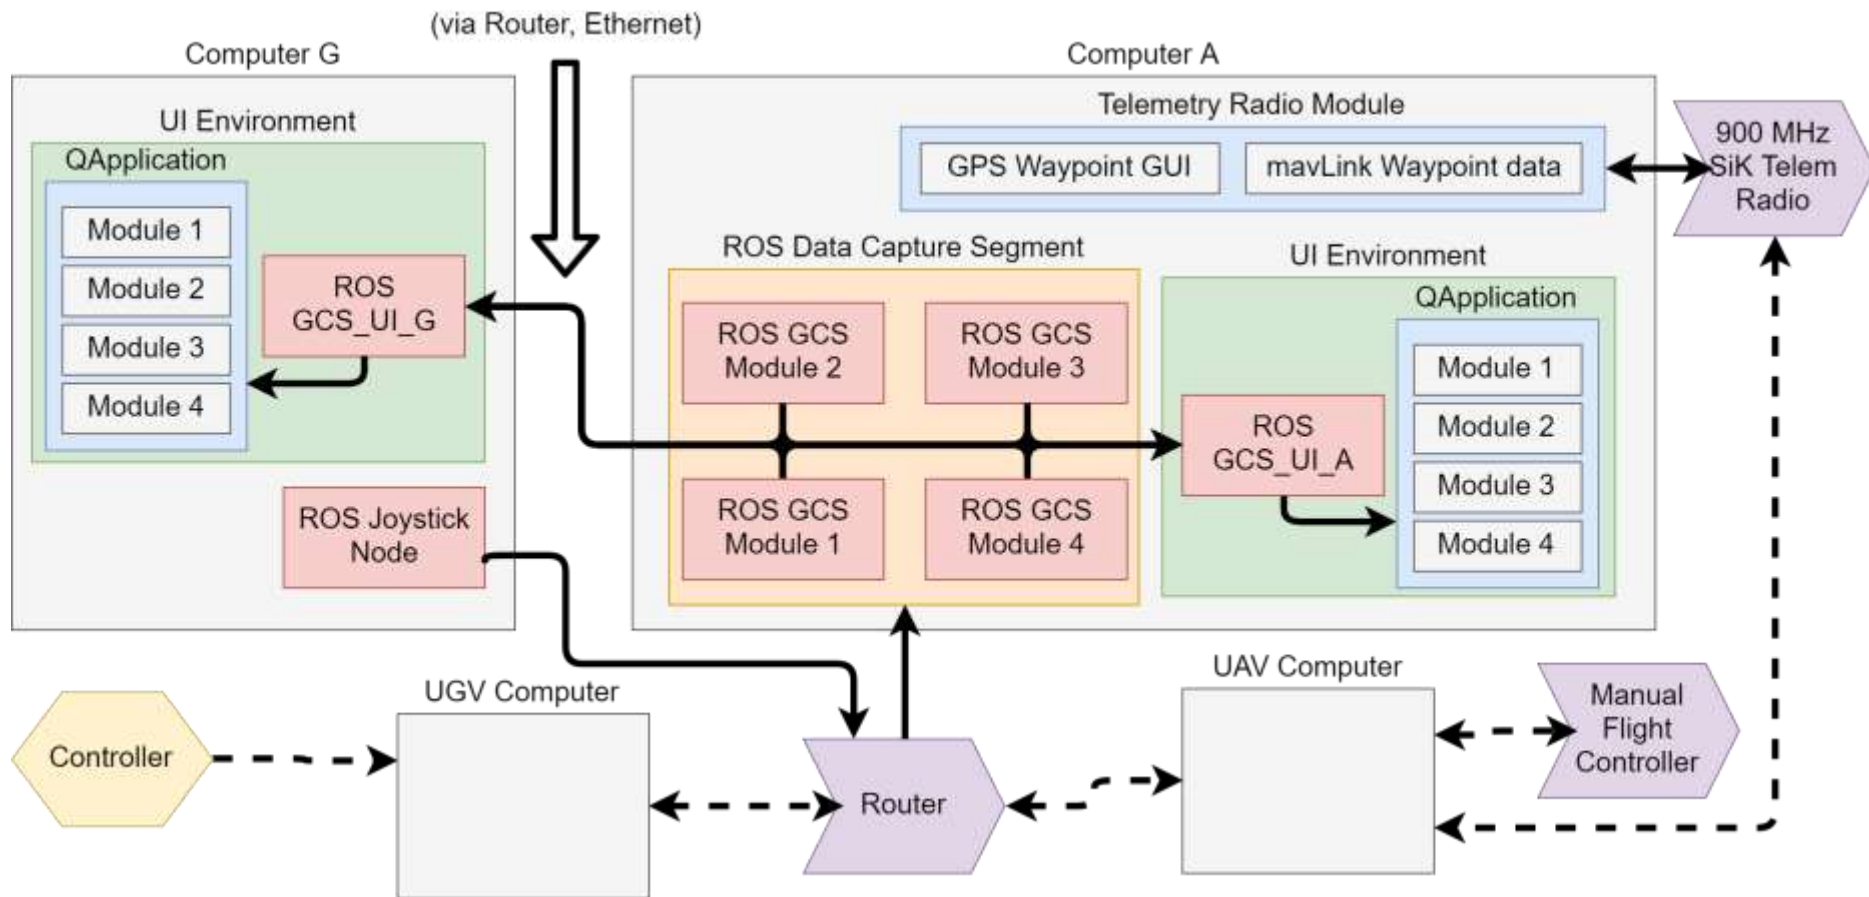 (via Router, Ethernet)
Computer G
UI Environment
QApplication
Module 1
Module 2
Module 3
Module 4
ROS
GCS_UI_G
ROS Joystick
Node
Computer A
Telemetry Radio Module
GPS Waypoint GUI
mavLink Waypoint data
900 MHz
SiK Telem
Radio
ROS Data Capture Segment
ROS GCS
Module 2
ROS GCS
Module 3
ROS GCS
Module 1
ROS GCS
Module 4
UI Environment
QApplication
ROS
GCS_UI_A
Module 1
Module 2
Module 3
Module 4
Controller
UGV Computer
Router
UAV Computer
Manual
Flight
Controller